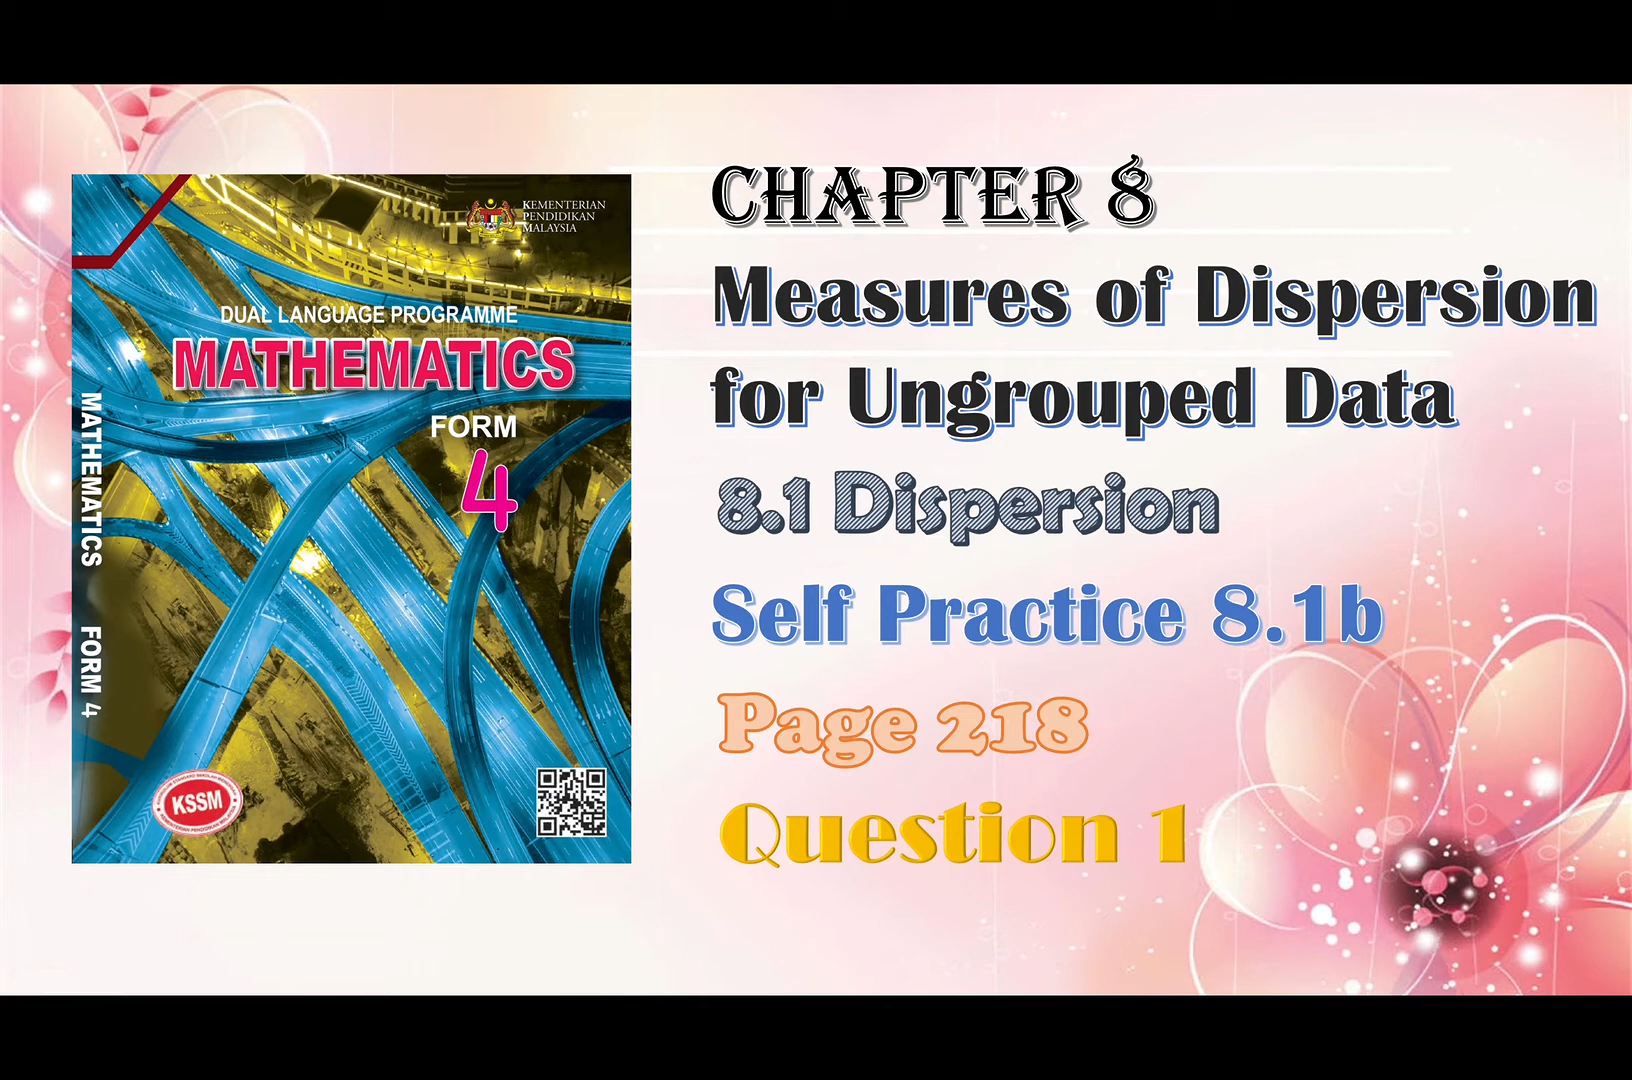 KEMENTERIAN
PENDIDIKAN
MALAYSIA
DUAL LANGUAGE PROGRAMME
MATHEMATICS
FORM
4
MATHEMATICS FORM 4
KSSM
CHAPTER 8
Measures of Dispersion
for Ungrouped Data
8.1 Dispersion
Self Practice 8.1b
Page 218
Question 1